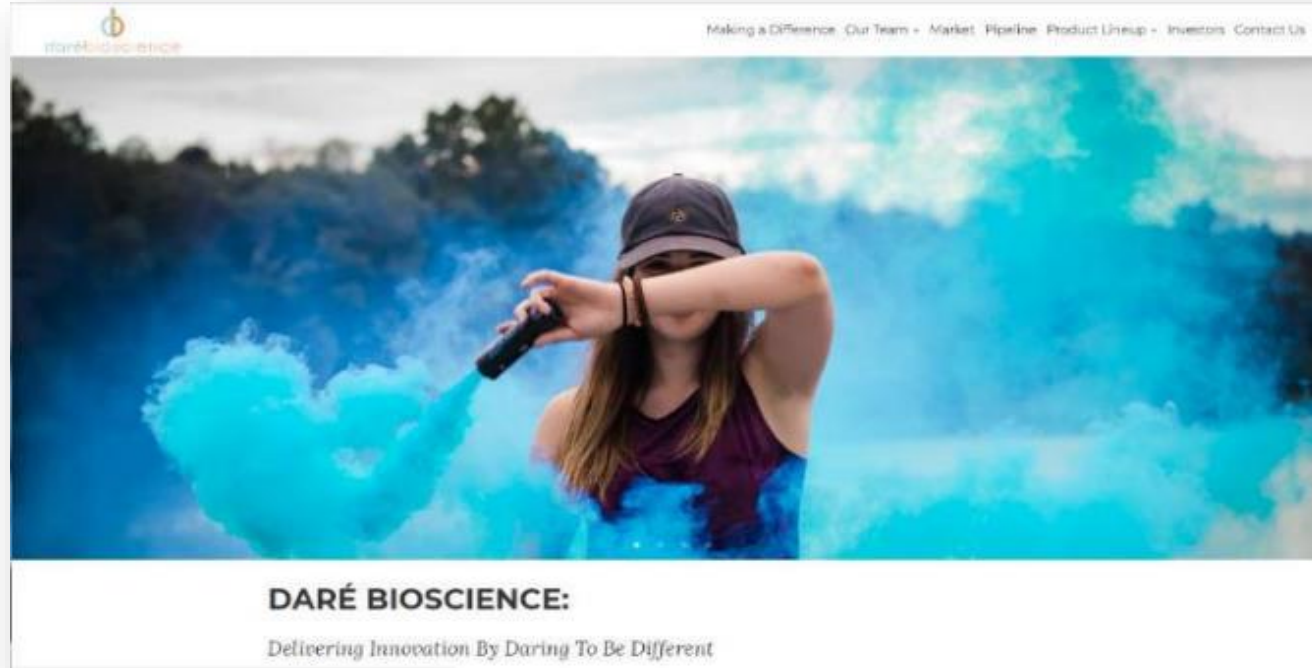 darébioscience
Making a Difference Our Team Market Pipeline Product Lineup Investors Contact Us
DARÉ BIOSCIENCE:
Delivering Innovation By Daring To Be Different